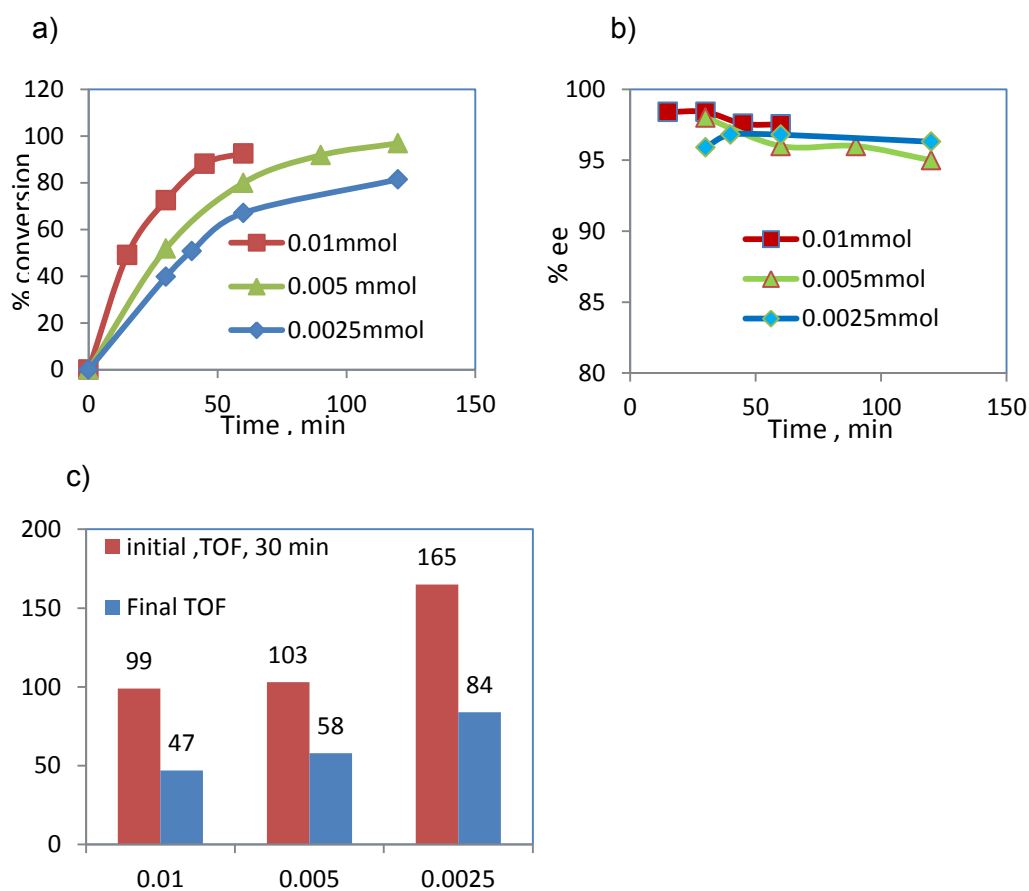 a)
120
100
80
60
40
20
0
% conversion
0.01mmol
0.005 mmol
0.0025mmol
0 50 100 150
Time , min
b)
100
95
90
85
80
% ee
0.01mmol
0.005mmol
0.0025mmol
0 50 100 150
Time , min
c)
200
150
100
50
0
initial ,TOF, 30 min
Final TOF
99
47
103
58
165
84
0.01 0.005 0.0025